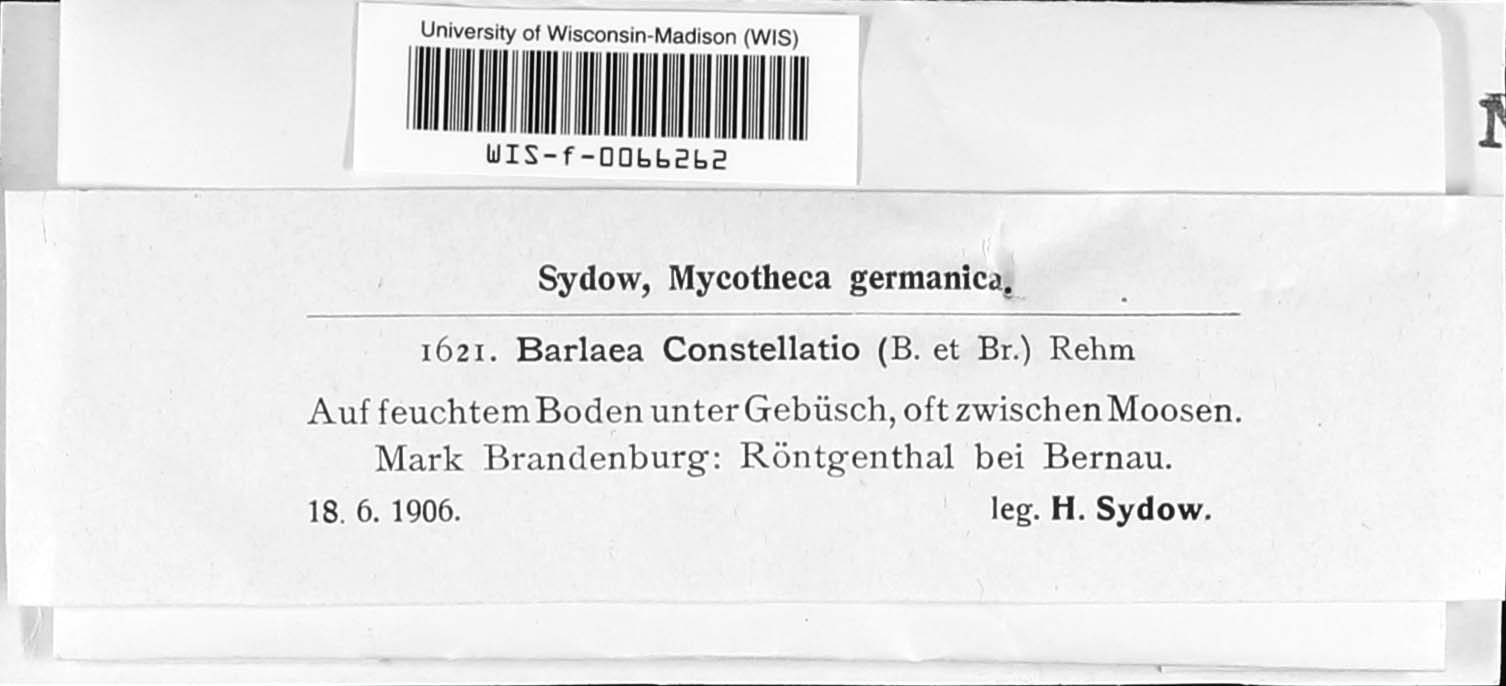 University of Wisconsin-Madison (WIS)
WIS-f-0066262
Sydow, Mycotheca germanica.
1621. Barlaea Constellatio (B. et Br.) Rehm
Auf feuchtem Boden unter Gebüsch, oft zwischen Moosen.
Mark Brandenburg: Röntgenthal bei Bernau.
18. 6. 1906. leg. H. Sydow.